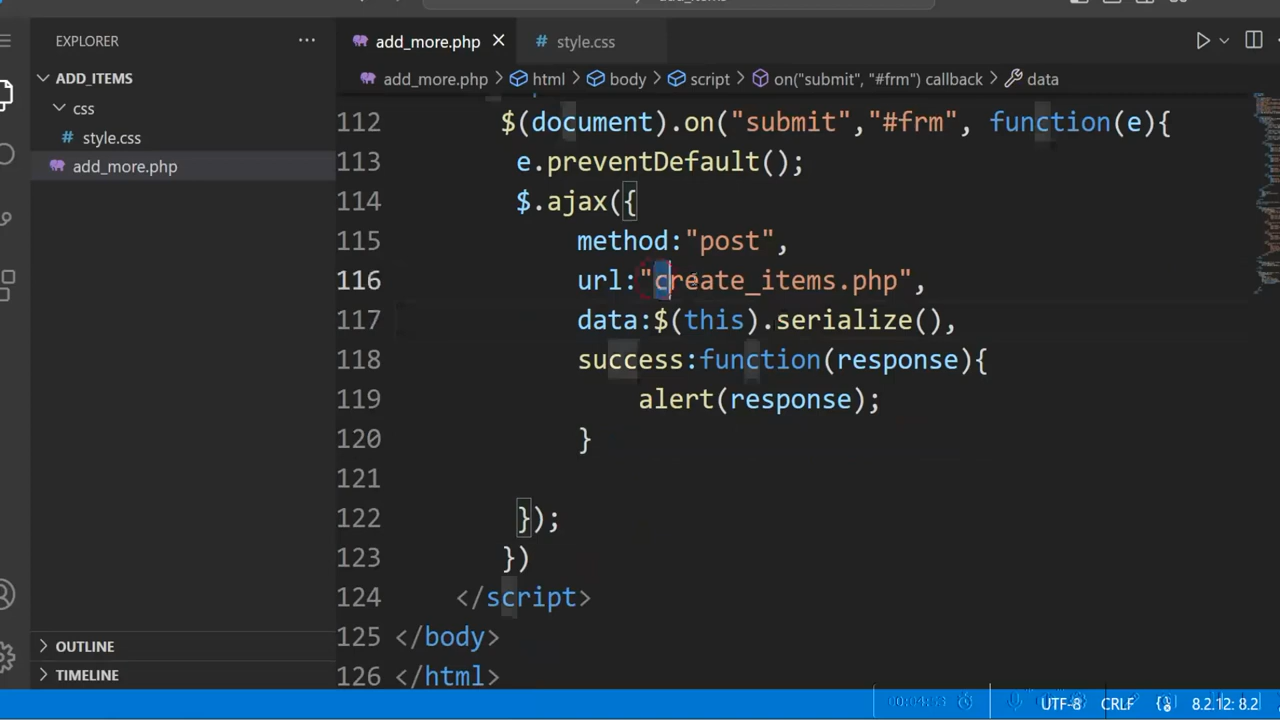 EXPLORER
ADD_ITEMS
css
# style.css
add_more.php
OUTLINE
TIMELINE
add_more.php
# style.css
add_more.php > html > body > script > on("submit", "#frm") callback > data
112 $(document).on("submit","#frm", function(e){
113 e.preventDefault();
114 $.ajax({
115 method:"post",
116 url:"create_items.php",
117 data:$(this).serialize(),
118 success:function(response){
119 alert(response);
120 }
121
122 });
123 })
124 </script>
125 </body>
126 </html>
UTF-8 CRLF 8.2.12: 8.2